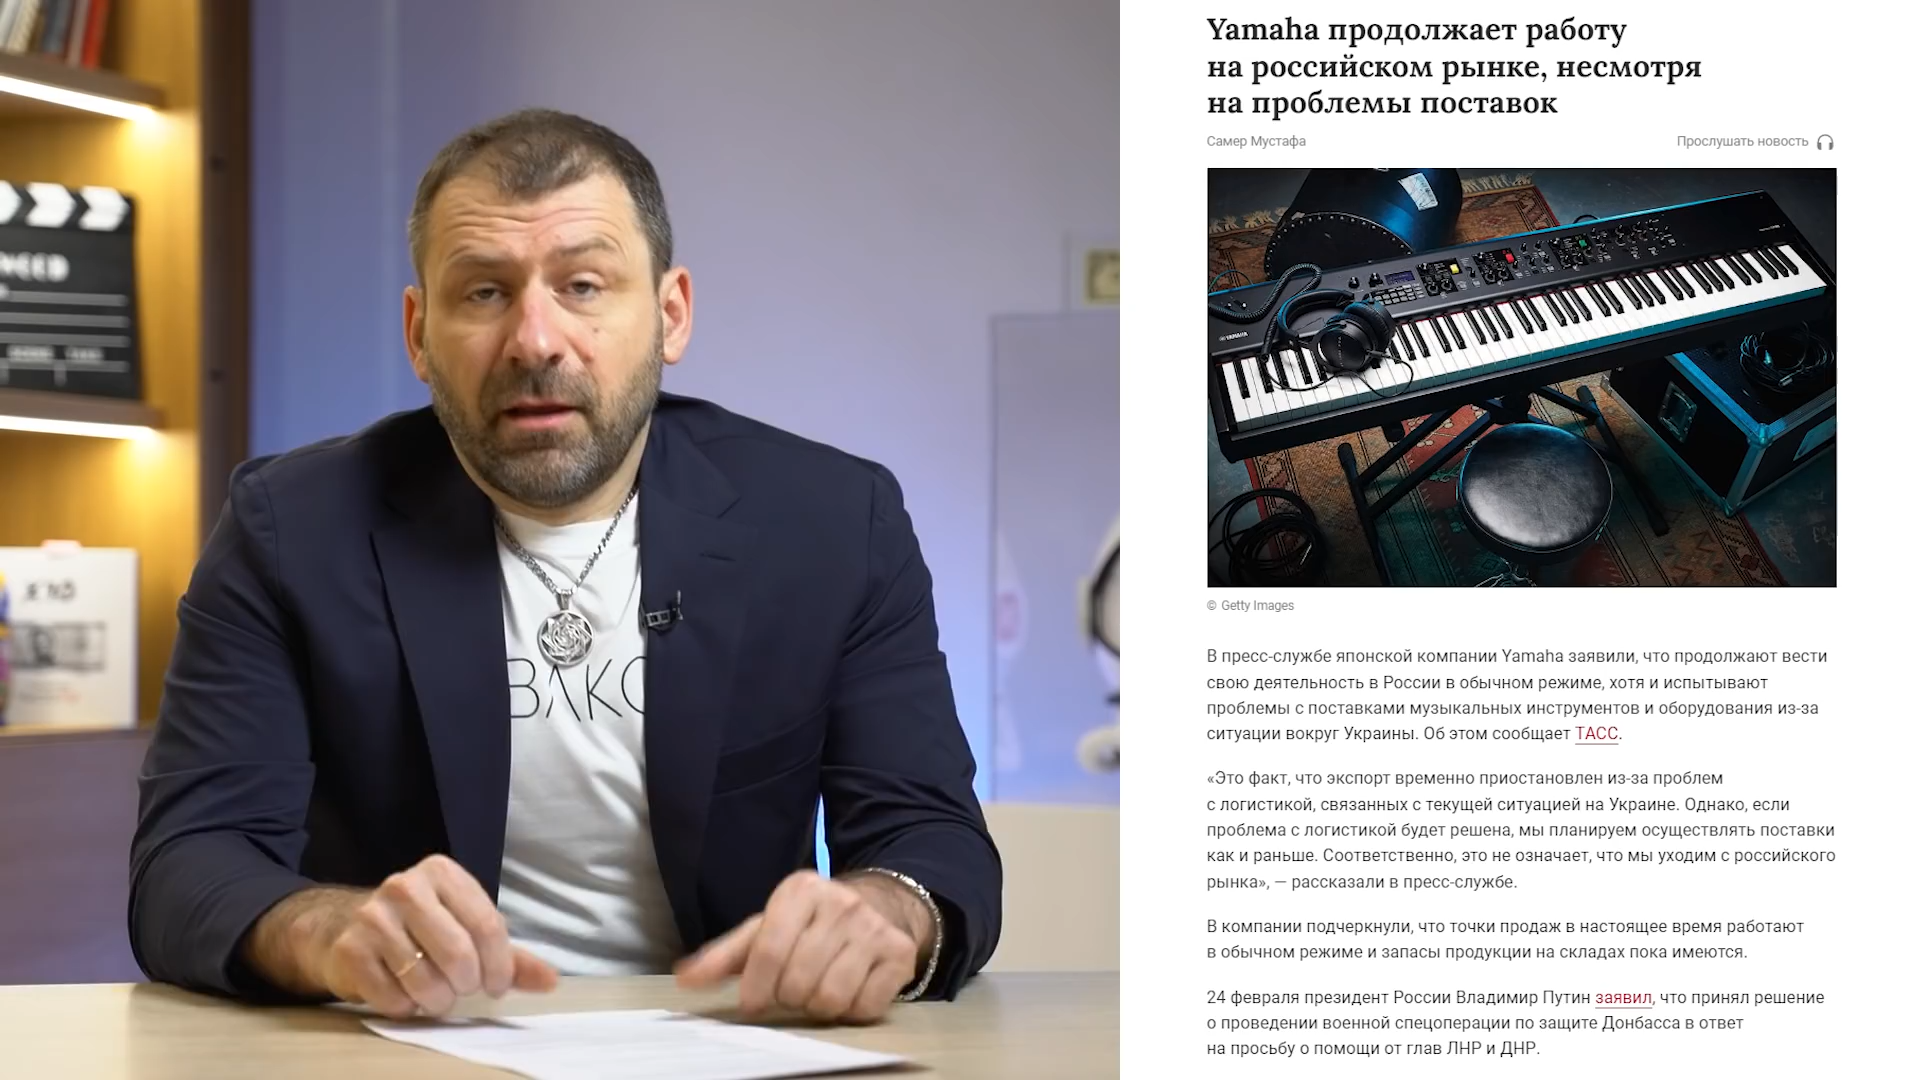 Yamaha продолжает работу
на российском рынке, несмотря
на проблемы поставок
Самер Мустафа
Прослушать новость
YAMAHA
© Getty Images
В пресс-службе японской компании Yamaha заявили, что продолжают вести
свою деятельность в России в обычном режиме, хотя и испытывают
проблемы с поставками музыкальных инструментов и оборудования из-за
ситуации вокруг Украины. Об этом сообщает ТАСС.
«Это факт, что экспорт временно приостановлен из-за проблем
с логистикой, связанных с текущей ситуацией на Украине. Однако, если
проблема с логистикой будет решена, мы планируем осуществлять поставки
как и раньше. Соответственно, это не означает, что мы уходим с российского
рынка», — рассказали в пресс-службе.
В компании подчеркнули, что точки продаж в настоящее время работают
в обычном режиме и запасы продукции на складах пока имеются.
24 февраля президент России Владимир Путин заявил, что принял решение
о проведении военной спецоперации по защите Донбасса в ответ
на просьбу о помощи от глав ЛНР и ДНР.